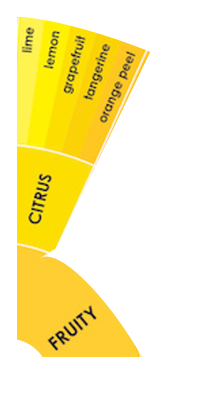 lime
lemon
grapefruit
tangerine
orange peel
CITRUS
FRUITY